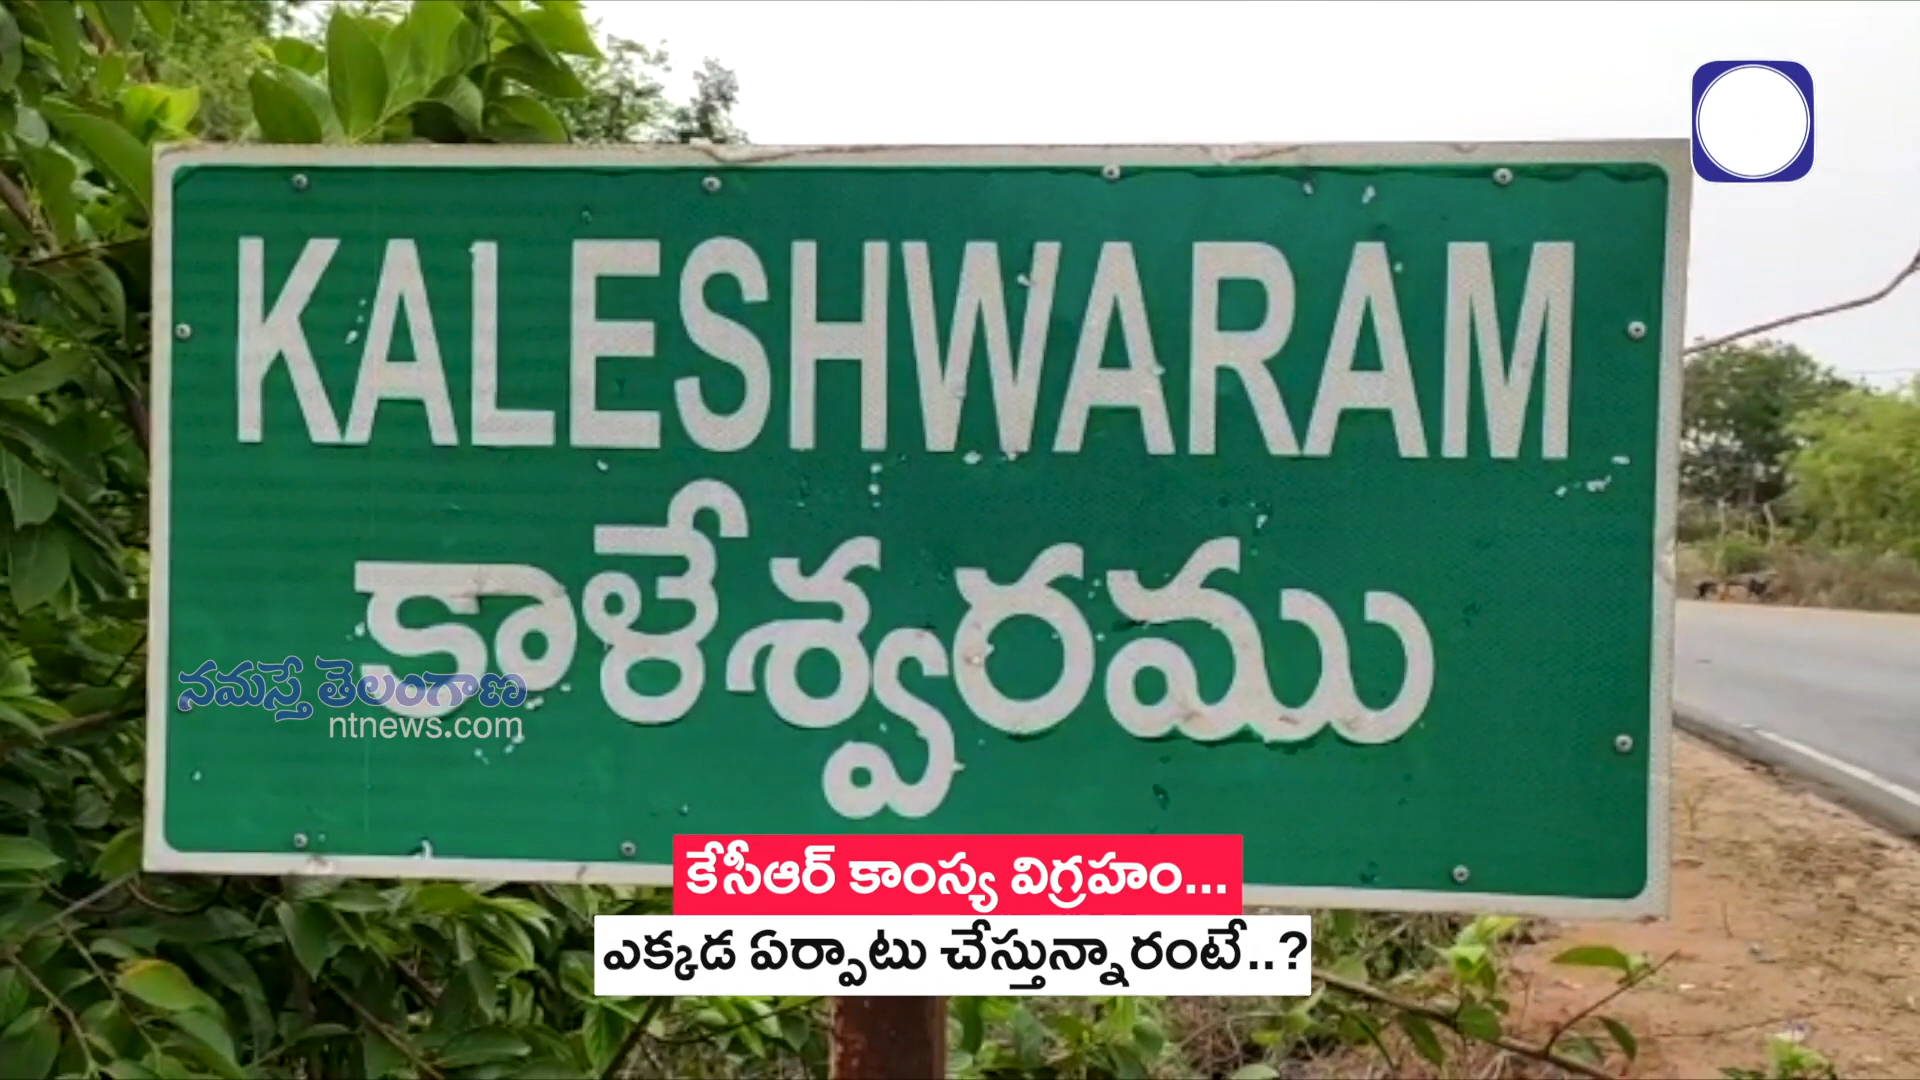 KALESHWARAM
కాళేశ్వరము
నమస్తే తెలంగాణ
ntnews.com
కేసీఆర్ కాంస్య విగ్రహం...
ఎక్కడ ఏర్పాటు చేస్తున్నారంటే..?